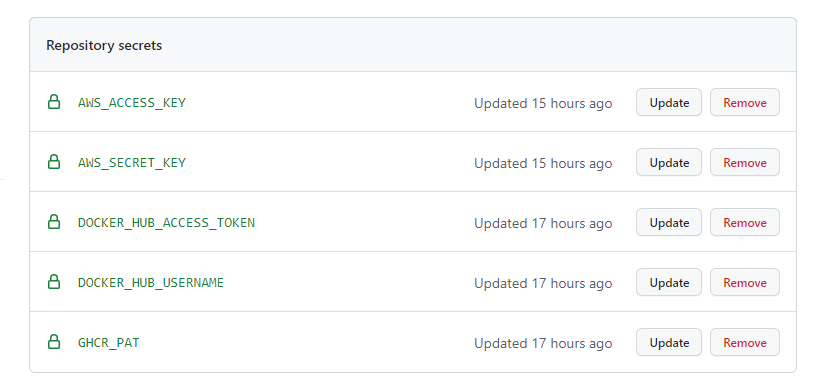 Repository secrets
AWS_ACCESS_KEY Updated 15 hours ago Update Remove
AWS_SECRET_KEY Updated 15 hours ago Update Remove
DOCKER_HUB_ACCESS_TOKEN Updated 17 hours ago Update Remove
DOCKER_HUB_USERNAME Updated 17 hours ago Update Remove
GHCR_PAT Updated 17 hours ago Update Remove